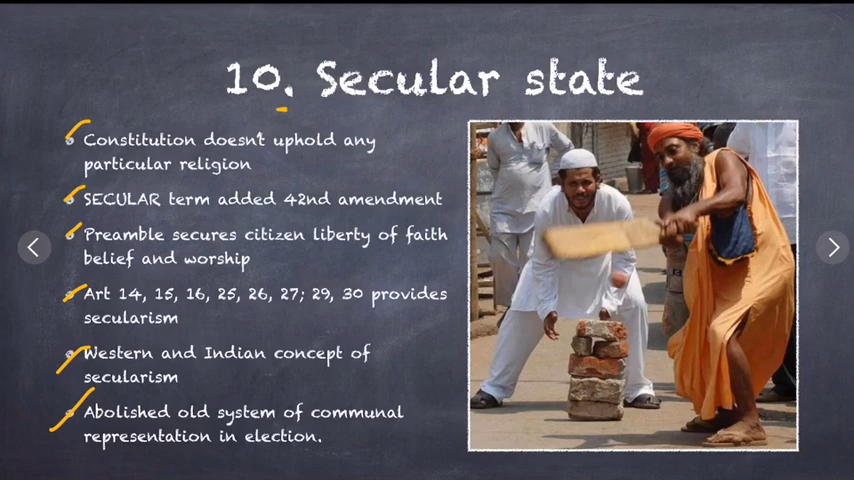 10. Secular state
Constitution doesn't uphold any
particular religion
SECULAR term added 42nd amendment
Preamble secures citizen liberty of faith
belief and worship
Art 14, 15, 16, 25, 26, 27; 29, 30 provides
secularism
Western and Indian concept of
secularism
Abolished old system of communal
representation in election.